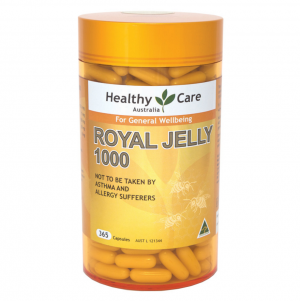 Healthy Care
Australia
For General Wellbeing
ROYAL JELLY
1000
NOT TO BE TAKEN BY
ASTHMA AND
ALLERGY SUFFERERS
365 Capsules AUST L